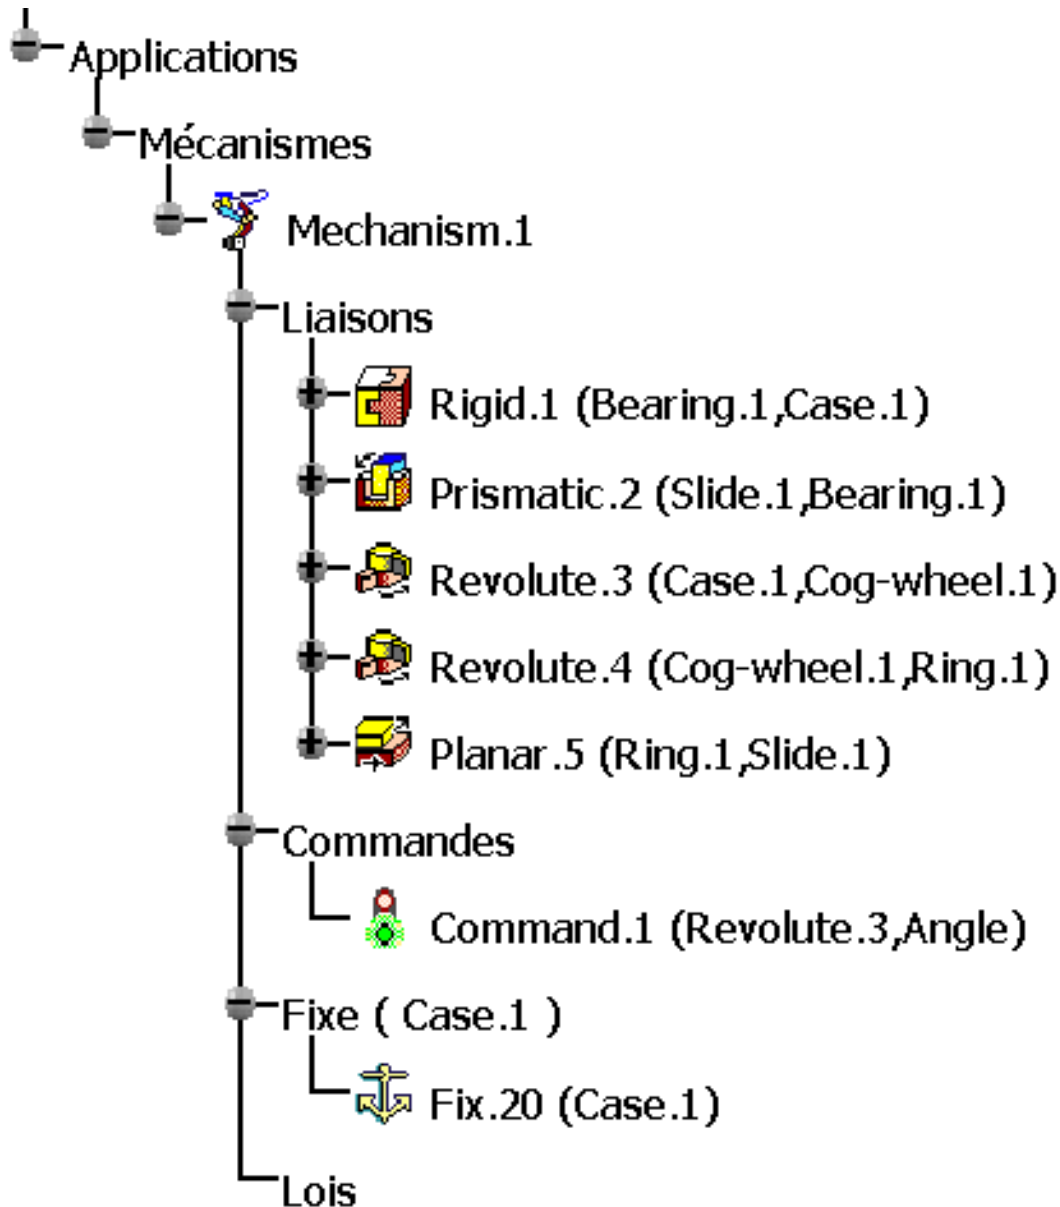 Applications
Mécanismes
Mechanism.1
Liaisons
Rigid.1 (Bearing.1,Case.1)
Prismatic.2 (Slide.1,Bearing.1)
Revolute.3 (Case.1,Cog-wheel.1)
Revolute.4 (Cog-wheel.1,Ring.1)
Planar.5 (Ring.1,Slide.1)
Commandes
Command.1 (Revolute.3,Angle)
Fixe ( Case.1 )
Fix.20 (Case.1)
Lois